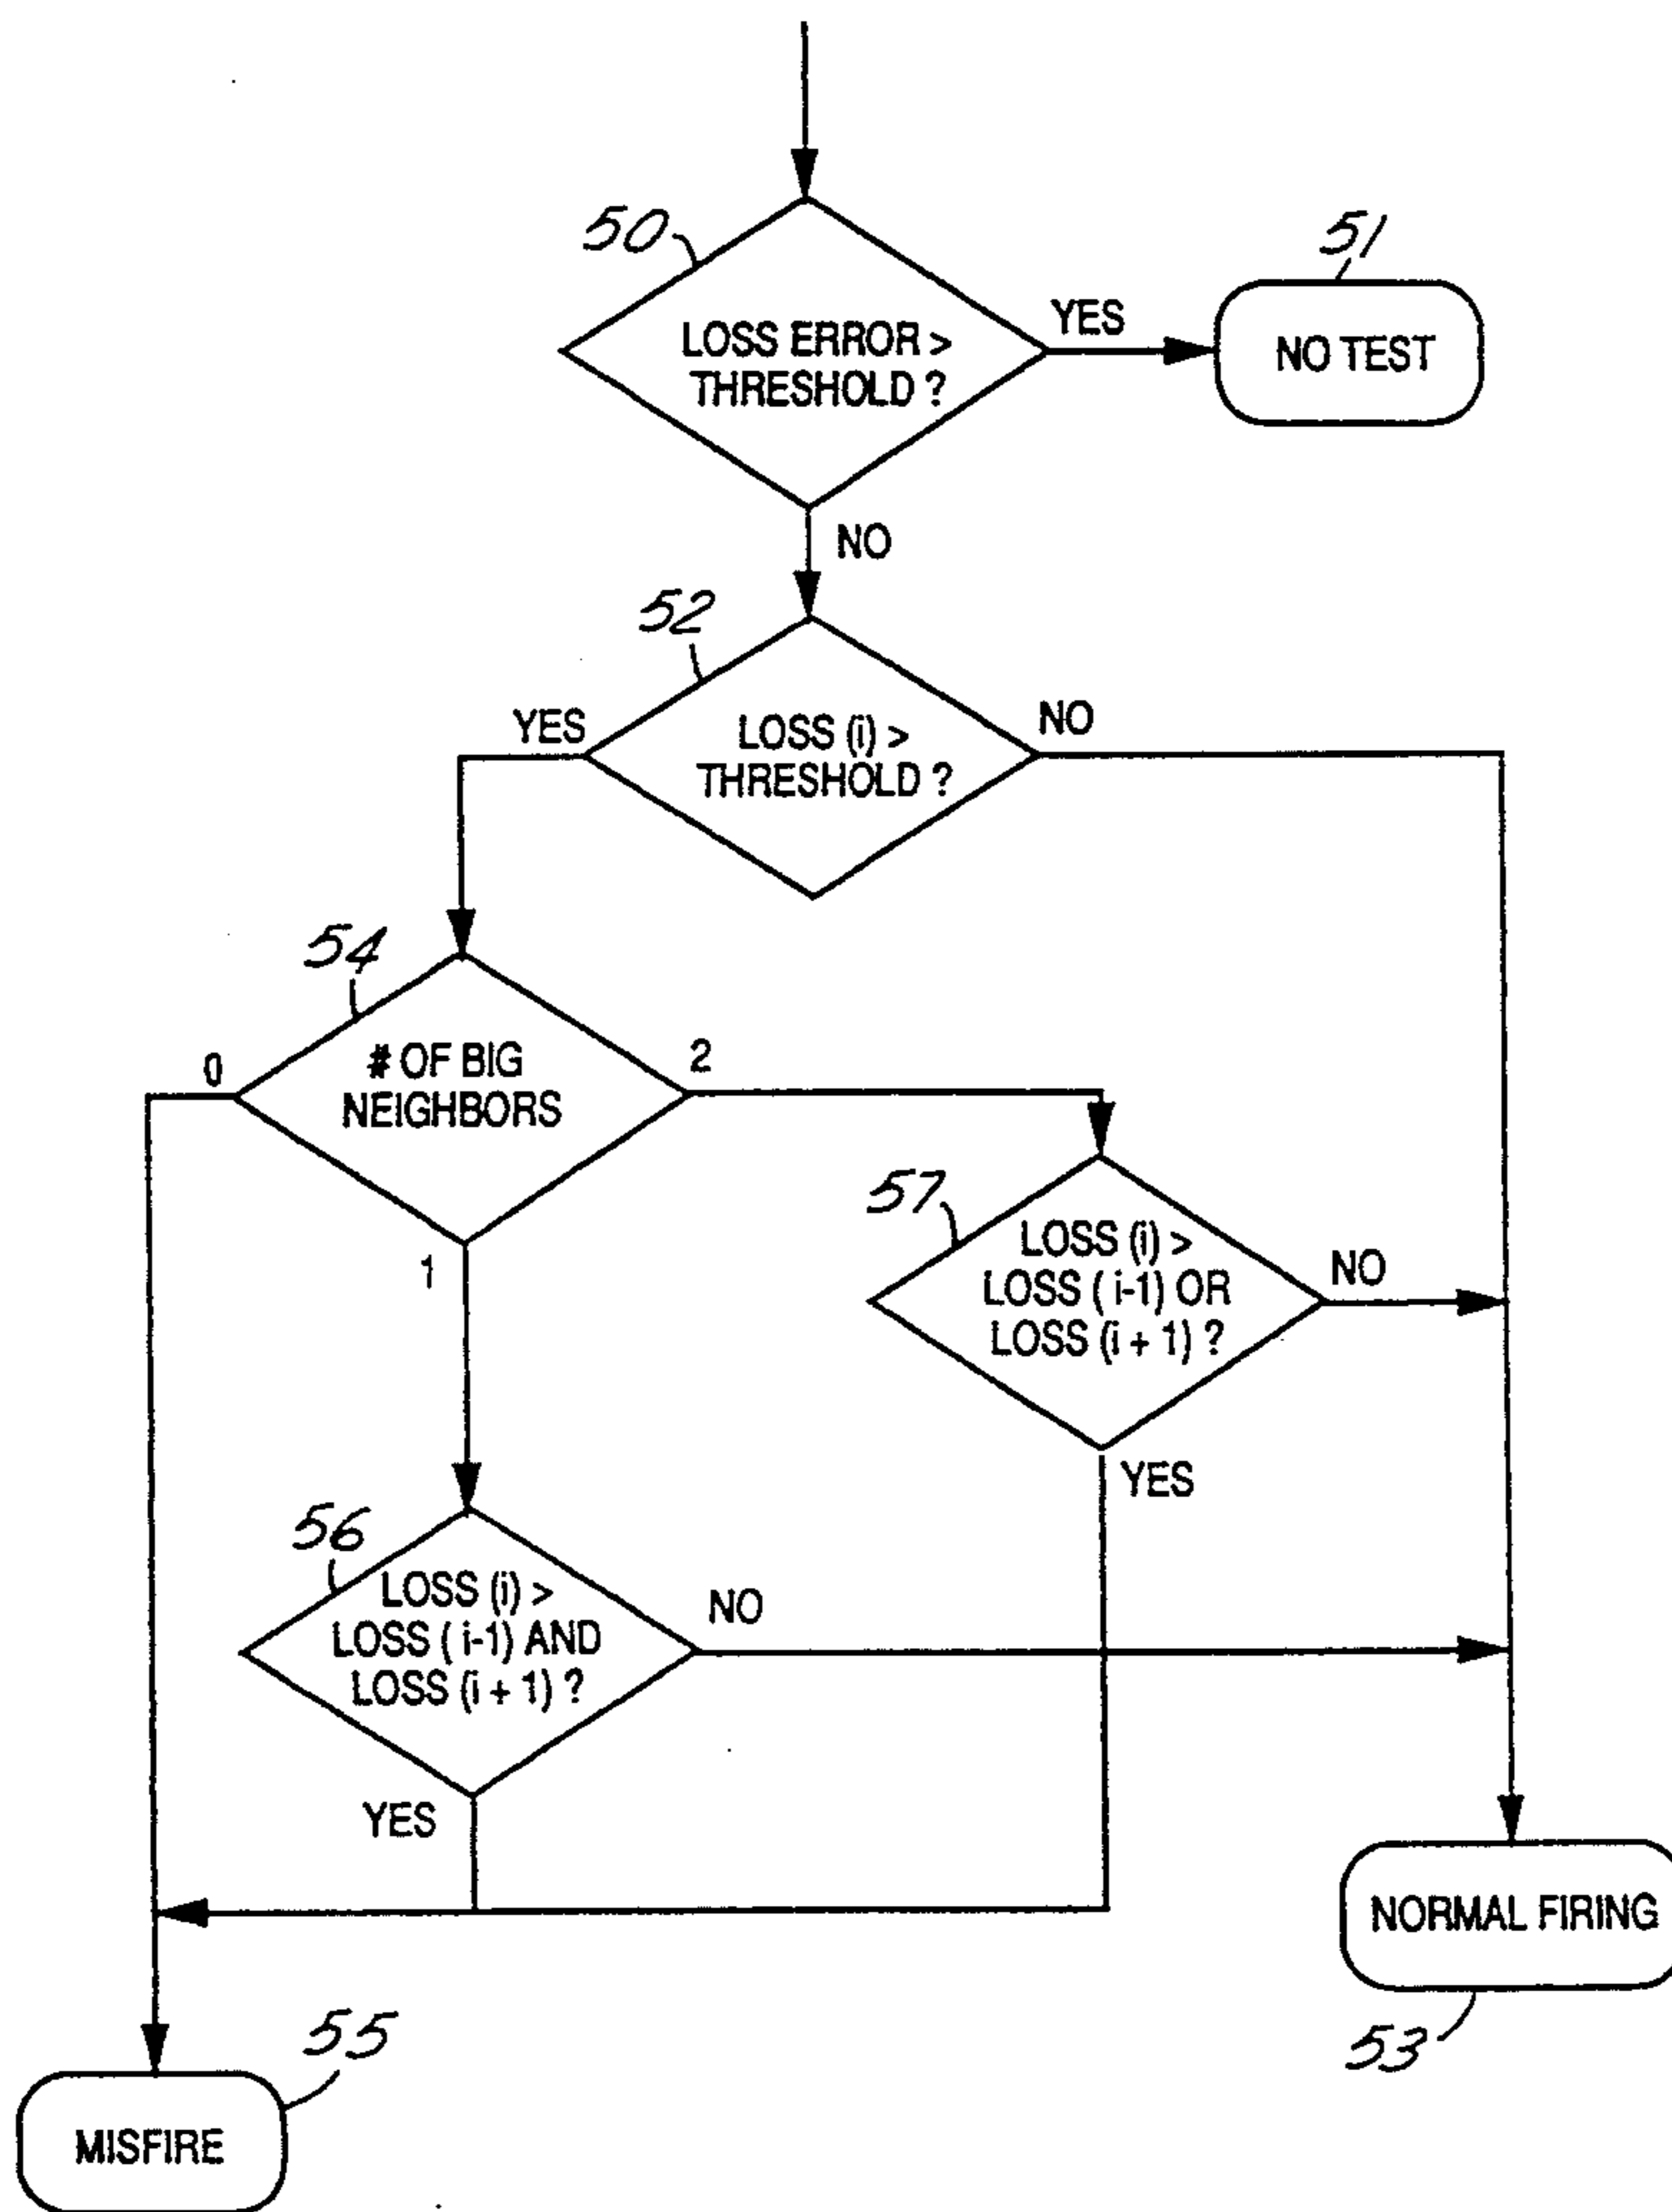 50
LOSS ERROR >
THRESHOLD ?
YES
51
NO TEST
NO
52
YES
LOSS (i) >
THRESHOLD ?
NO
54
0
# OF BIG
NEIGHBORS
2
1
57
LOSS (i) >
LOSS ( i-1) OR
LOSS (i + 1) ?
NO
YES
56
LOSS (i) >
LOSS ( i-1) AND
LOSS (i + 1) ?
NO
YES
NORMAL FIRING
53
55
MISFIRE